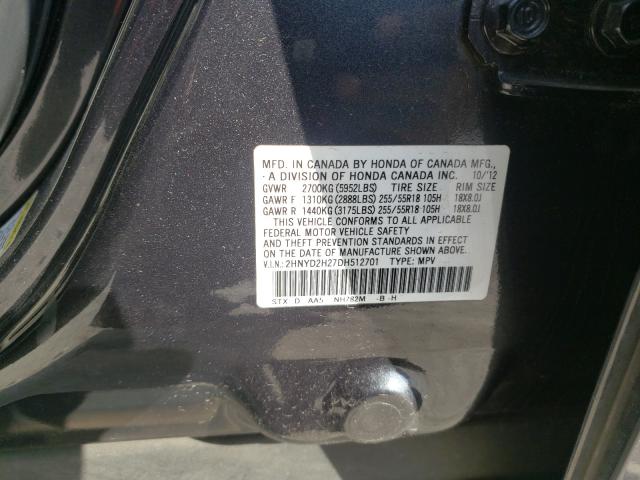 MFD. IN CANADA BY HONDA OF CANADA MFG.,
A DIVISION OF HONDA CANADA INC. 10/'12
GVWR 2700KG (5952LBS) TIRE SIZE RIM SIZE
GAWR F 1310KG (2888LBS) 255/55R18 105H 18X8.0J
GAWR R 1440KG (3175LBS) 255/55R18 105H 18X8.0J
THIS VEHICLE CONFORMS TO ALL APPLICABLE
FEDERAL MOTOR VEHICLE SAFETY
AND THEFT PREVENTION STANDARDS IN EFFECT
ON THE DATE OF MANUFACTURE SHOWN ABOVE.
V.I.N.: 2HNYD2H27DH512701 TYPE: MPV
STX D AA5 NH782M -B -H